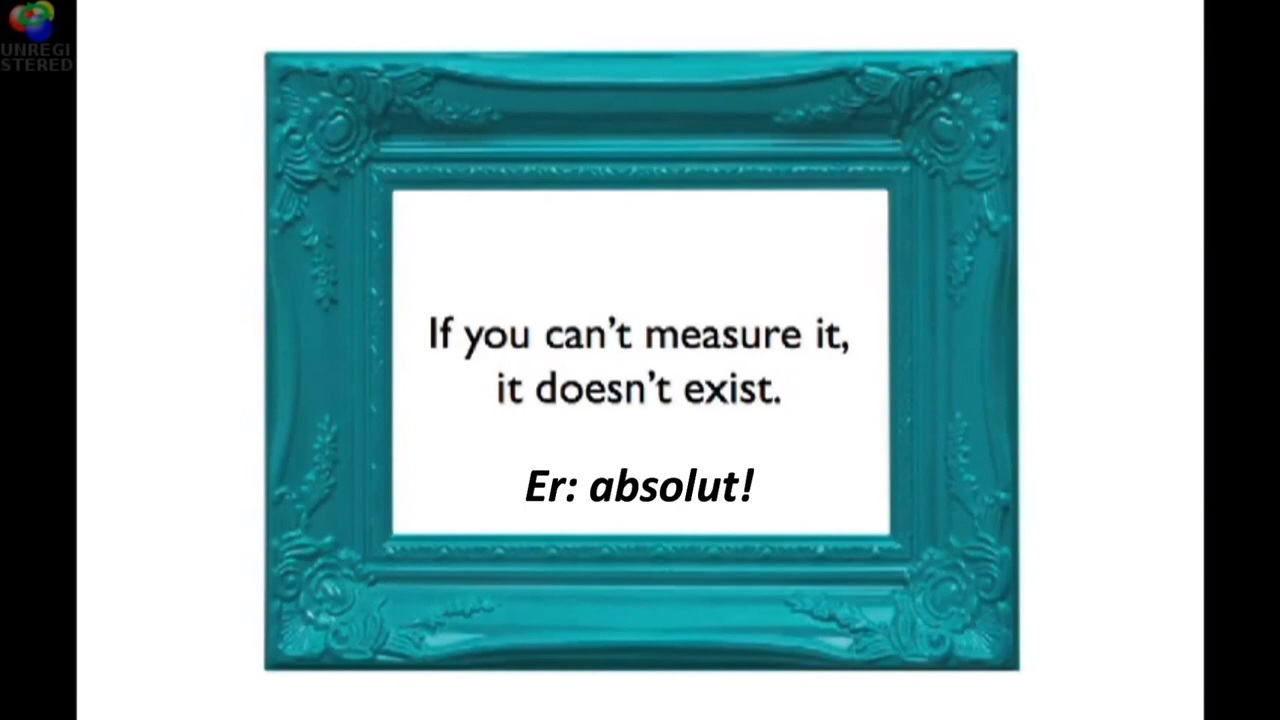 UNREGI
STERED
If you can't measure it,
it doesn't exist.
Er: absolut!